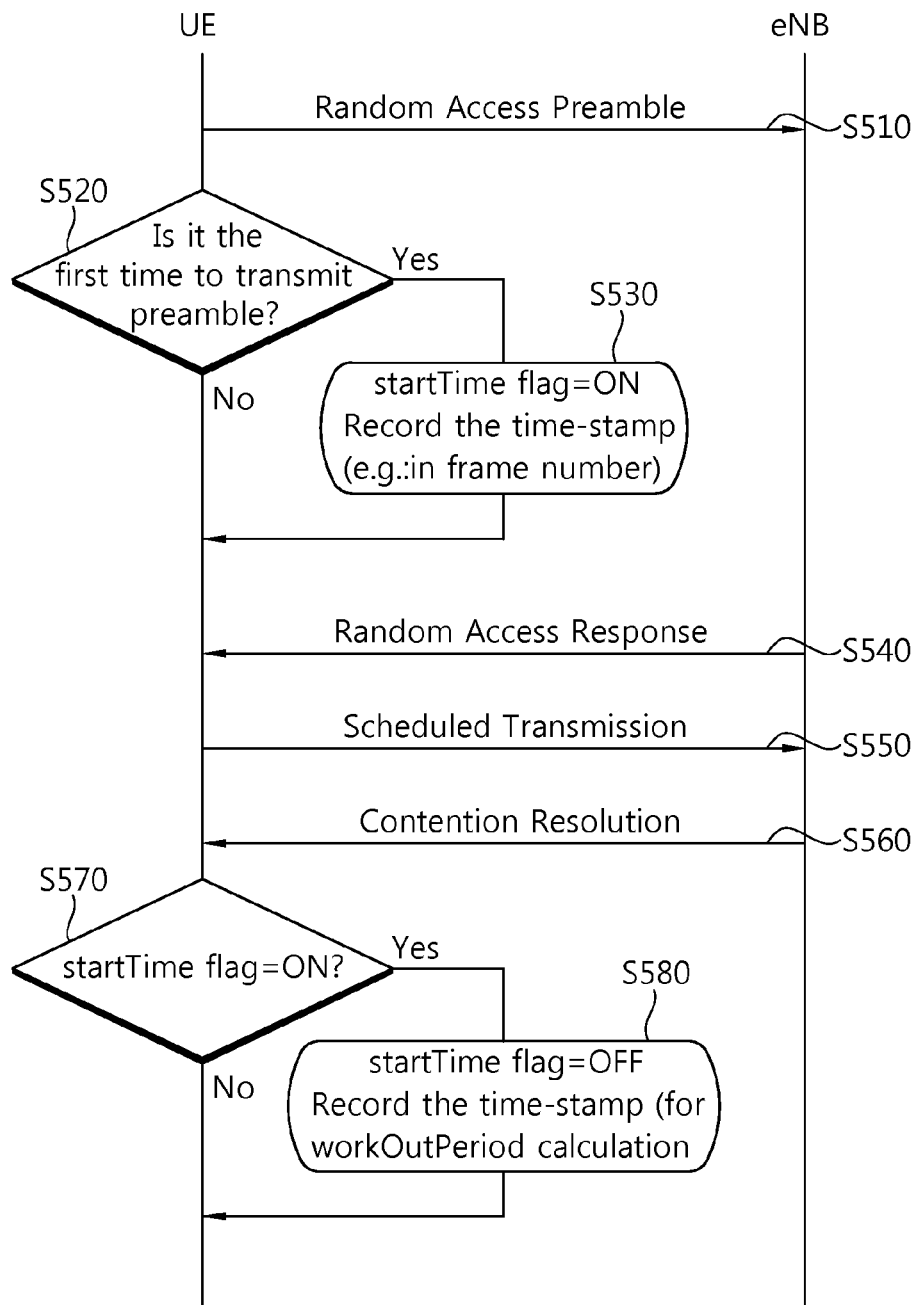 UE
eNB
Random Access Preamble
S510
S520
Is it the
first time to transmit
preamble?
Yes
No
S530
startTime flag=ON
Record the time-stamp
(e.g.:in frame number)
Random Access Response
S540
Scheduled Transmission
S550
Contention Resolution
S560
S570
startTime flag=ON?
Yes
No
S580
startTime flag=OFF
Record the time-stamp (for
workOutPeriod calculation